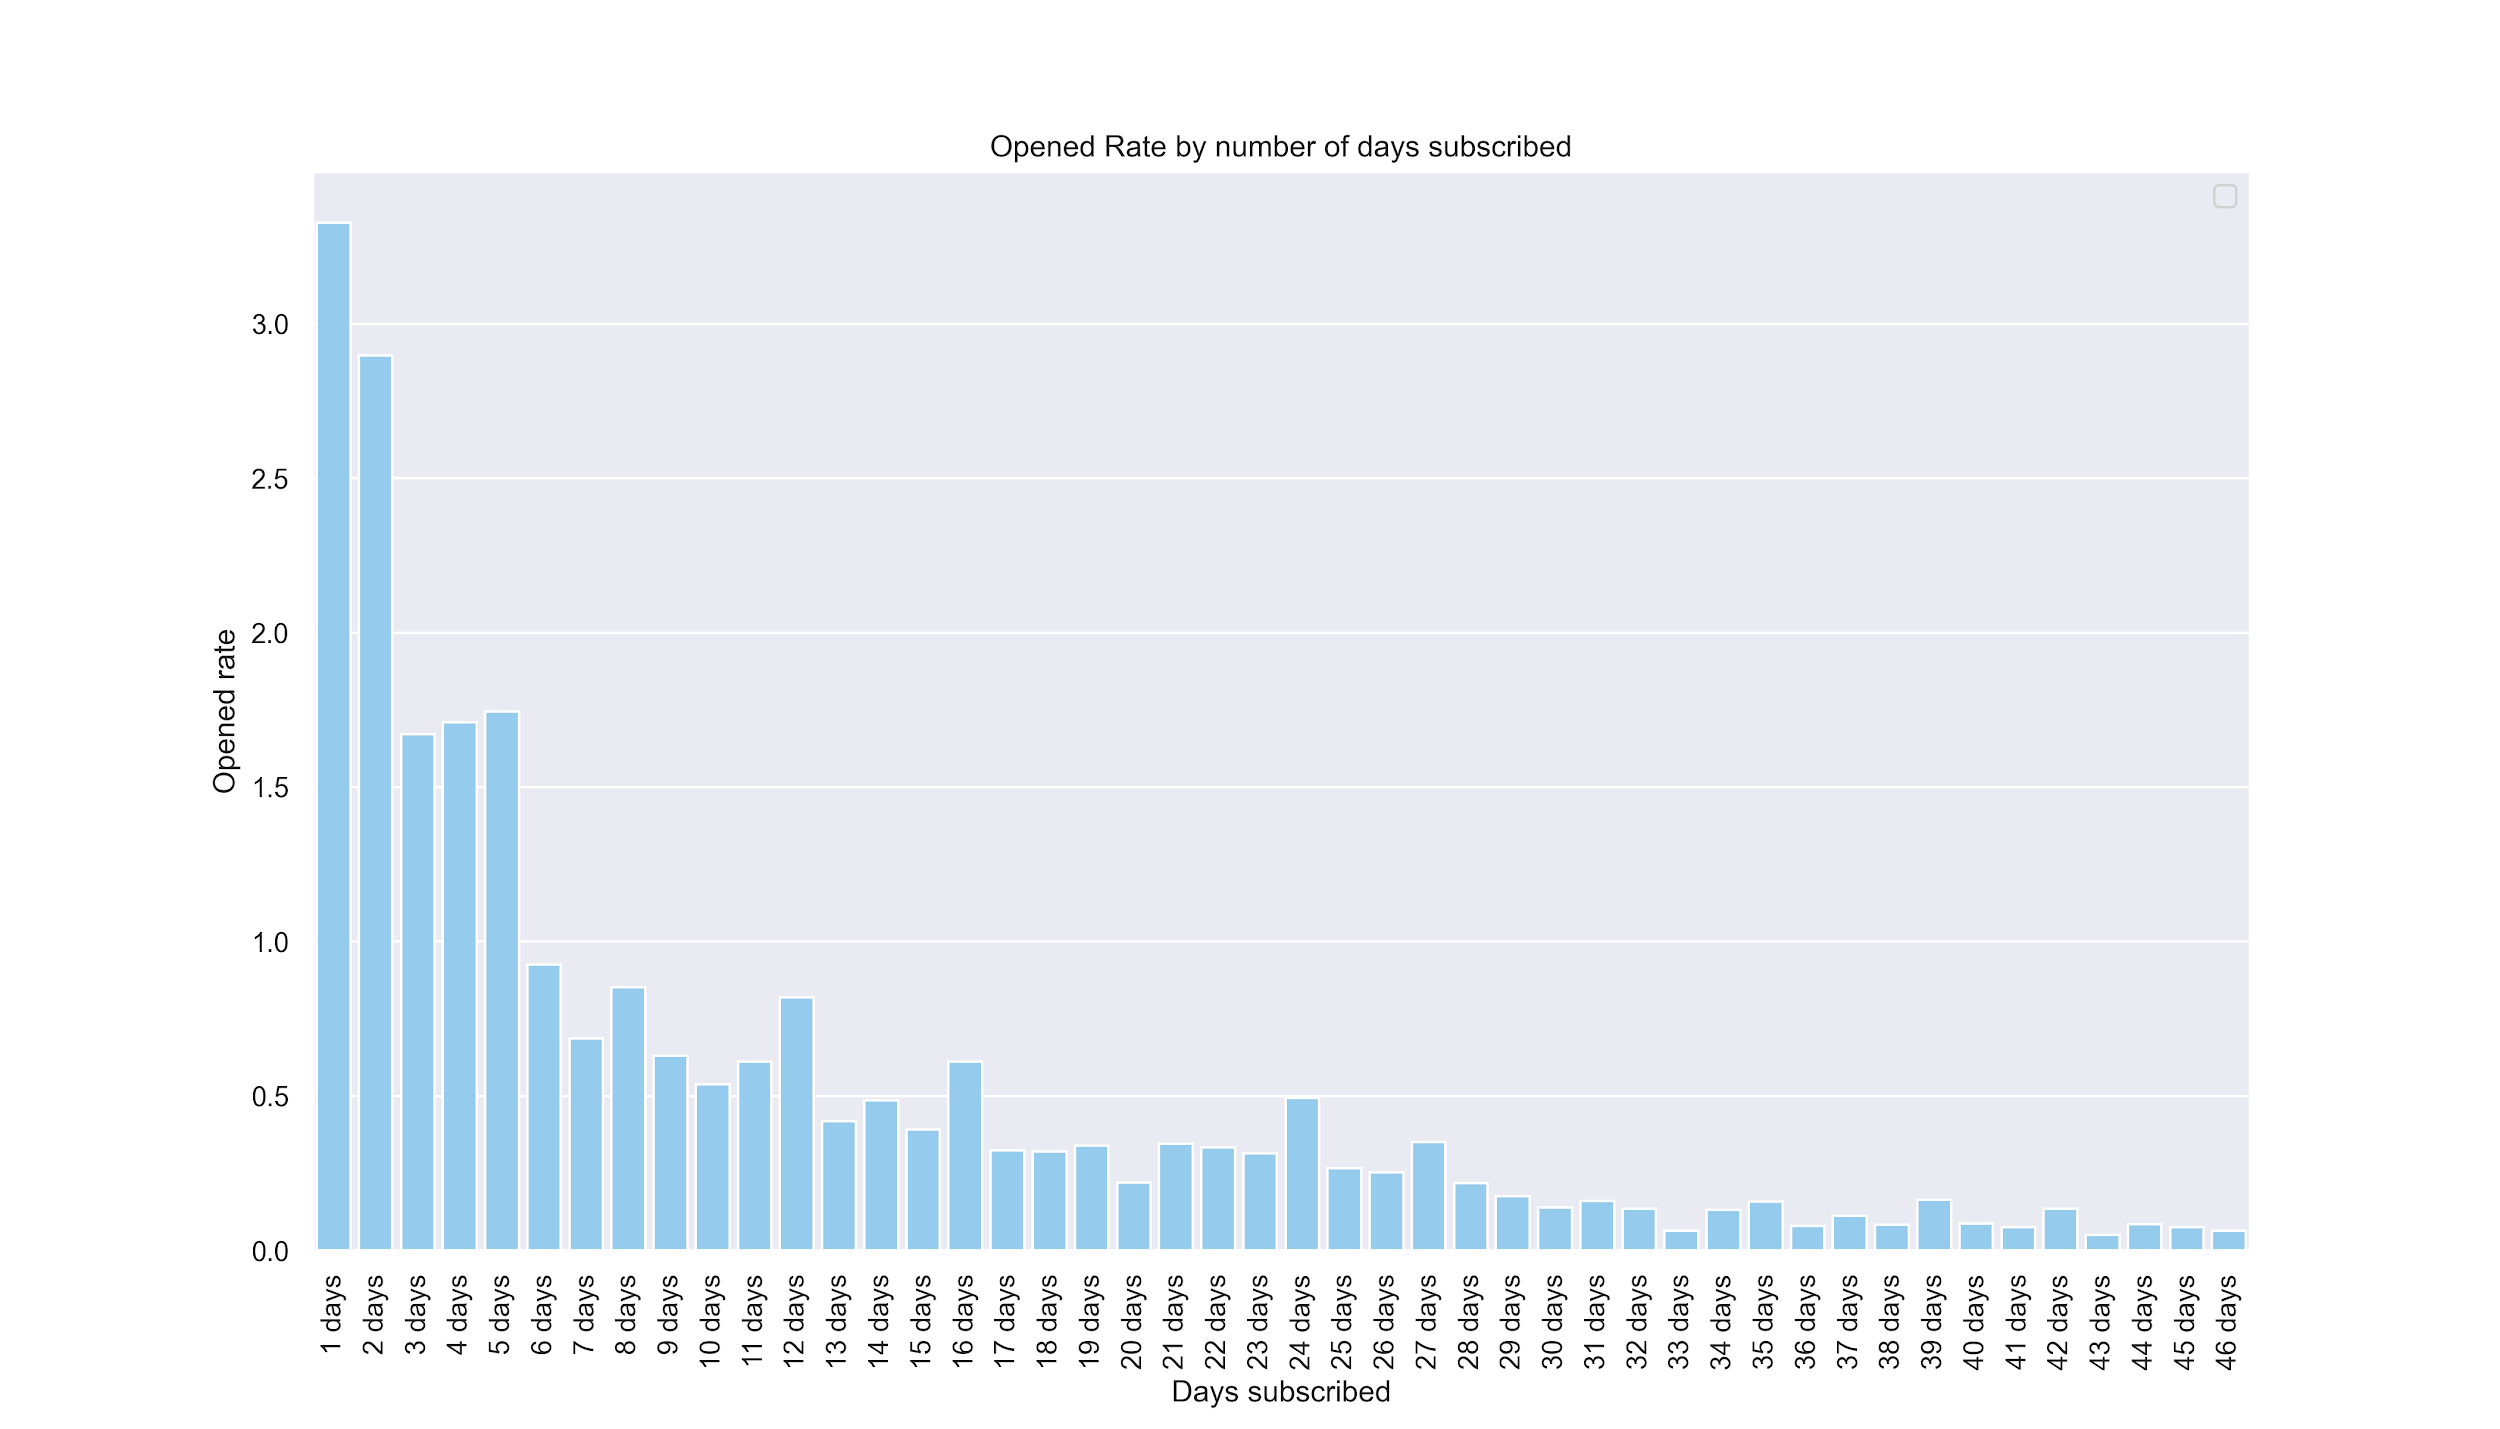 Opened Rate by number of days subscribed
Opened rate
3.0
2.5
2.0
1.5
1.0
0.5
0.0
1 days
2 days
3 days
4 days
5 days
6 days
7 days
8 days
9 days
10 days
11 days
12 days
13 days
14 days
15 days
16 days
17 days
18 days
19 days
20 days
21 days
22 days
23 days
24 days
25 days
26 days
27 days
28 days
29 days
30 days
31 days
32 days
33 days
34 days
35 days
36 days
37 days
38 days
39 days
40 days
41 days
42 days
43 days
44 days
45 days
46 days
Days subscribed